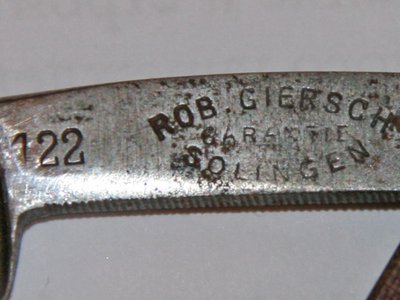 122
ROB. GIERSCH
GARANTIE
SOLINGEN